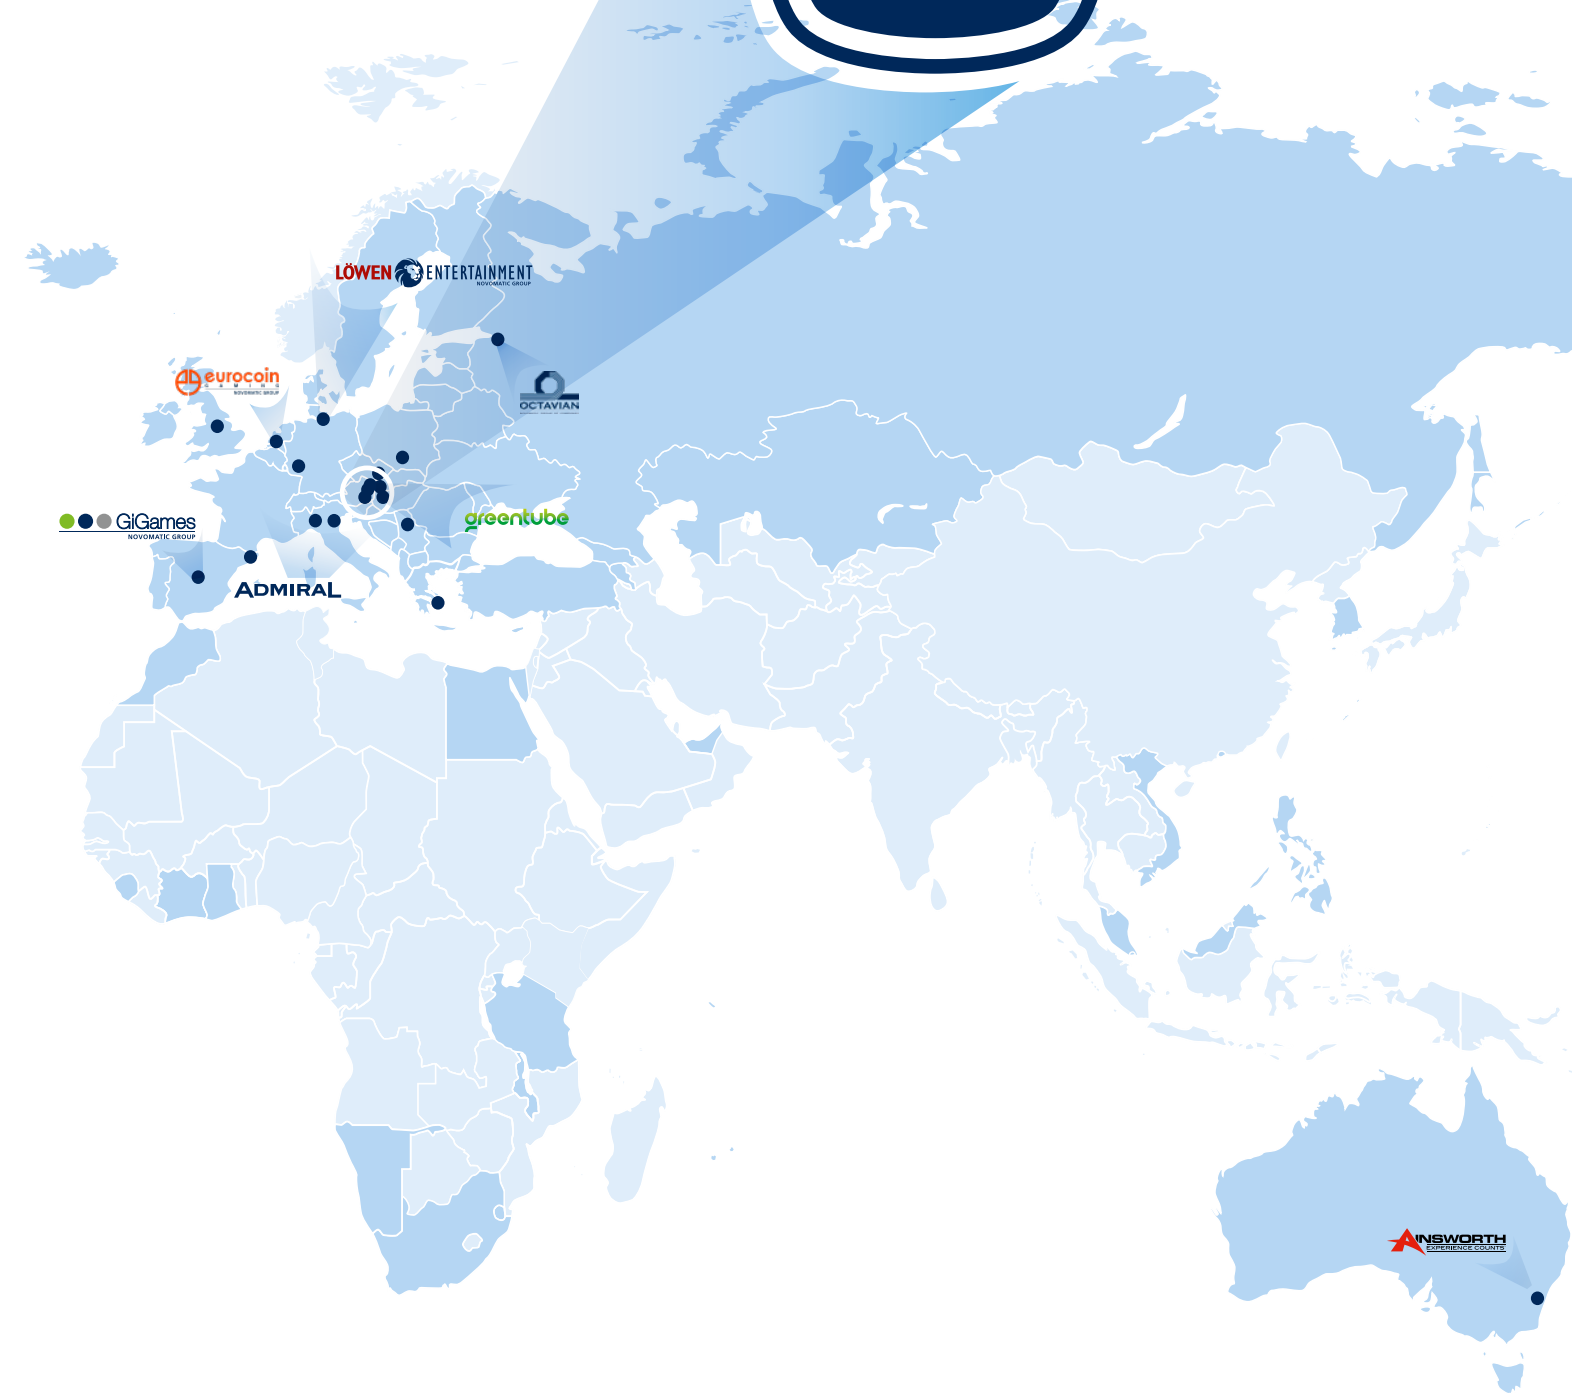 LÖWEN ENTERTAINMENT
NOVOMATIC GROUP
eurocoin
GAMING
NOVOMATIC GROUP
OCTAVIAN
GiGames
NOVOMATIC GROUP
greentube
ADMIRAL
AINSWORTH
EXPERIENCE COUNTS